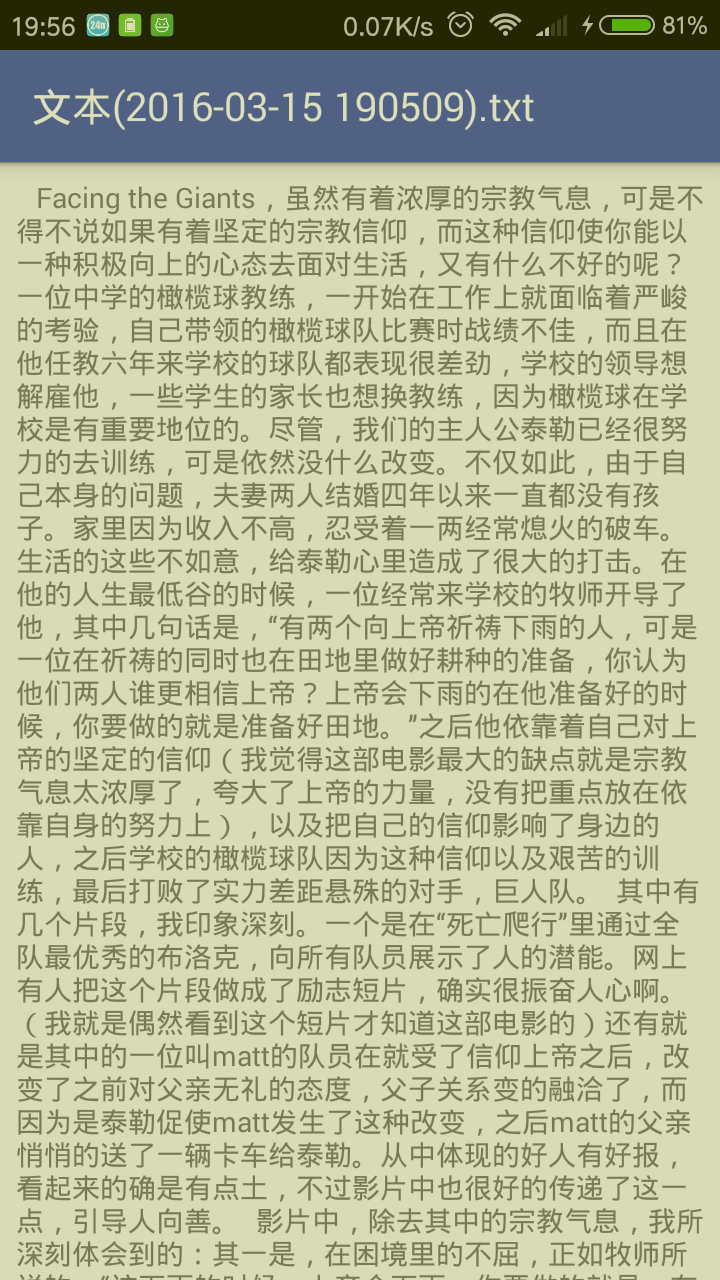 19:56
24π
0.07K/s
81%
文本(2016-03-15 190509).txt
Facing the Giants，虽然有着浓厚的宗教气息，可是不
得不说如果有着坚定的宗教信仰，而这种信仰使你能以
一种积极向上的心态去面对生活，又有什么不好的呢？
一位中学的橄榄球教练，一开始在工作上就面临着严峻
的考验，自己带领的橄榄球队比赛时战绩不佳，而且在
他任教六年来学校的球队都表现很差劲，学校的领导想
解雇他，一些学生的家长也想换教练，因为橄榄球在学
校是有重要地位的。尽管，我们的主人公泰勒已经很努
力的去训练，可是依然没什么改变。不仅如此，由于自
己本身的问题，夫妻两人结婚四年以来一直都没有孩
子。家里因为收入不高，忍受着一两经常熄火的破车。
生活的这些不如意，给泰勒心里造成了很大的打击。在
他的人生最低谷的时候，一位经常来学校的牧师开导了
他，其中几句话是，“有两个向上帝祈祷下雨的人，可是
一位在祈祷的同时也在田地里做好耕种的准备，你认为
他们两人谁更相信上帝？上帝会下雨的在他准备好的时
候，你要做的就是准备好田地。”之后他依靠着自己对上
帝的坚定的信仰（我觉得这部电影最大的缺点就是宗教
气息太浓厚了，夸大了上帝的力量，没有把重点放在依
靠自身的努力上），以及把自己的信仰影响了身边的
人，之后学校的橄榄球队因为这种信仰以及艰苦的训
练，最后打败了实力差距悬殊的对手，巨人队。 其中有
几个片段，我印象深刻。一个是在“死亡爬行”里通过全
队最优秀的布洛克，向所有队员展示了人的潜能。网上
有人把这个片段做成了励志短片，确实很振奋人心啊。
（我就是偶然看到这个短片才知道这部电影的）还有就
是其中的一位叫matt的队员在就受了信仰上帝之后，改
变了之前对父亲无礼的态度，父子关系变的融洽了，而
因为是泰勒促使matt发生了这种改变，之后matt的父亲
悄悄的送了一辆卡车给泰勒。从中体现的好人有好报，
看起来的确是有点土，不过影片中也很好的传递了这一
点，引导人向善。 影片中，除去其中的宗教气息，我所
深刻体会到的：其一是，在困境里的不屈，正如牧师所